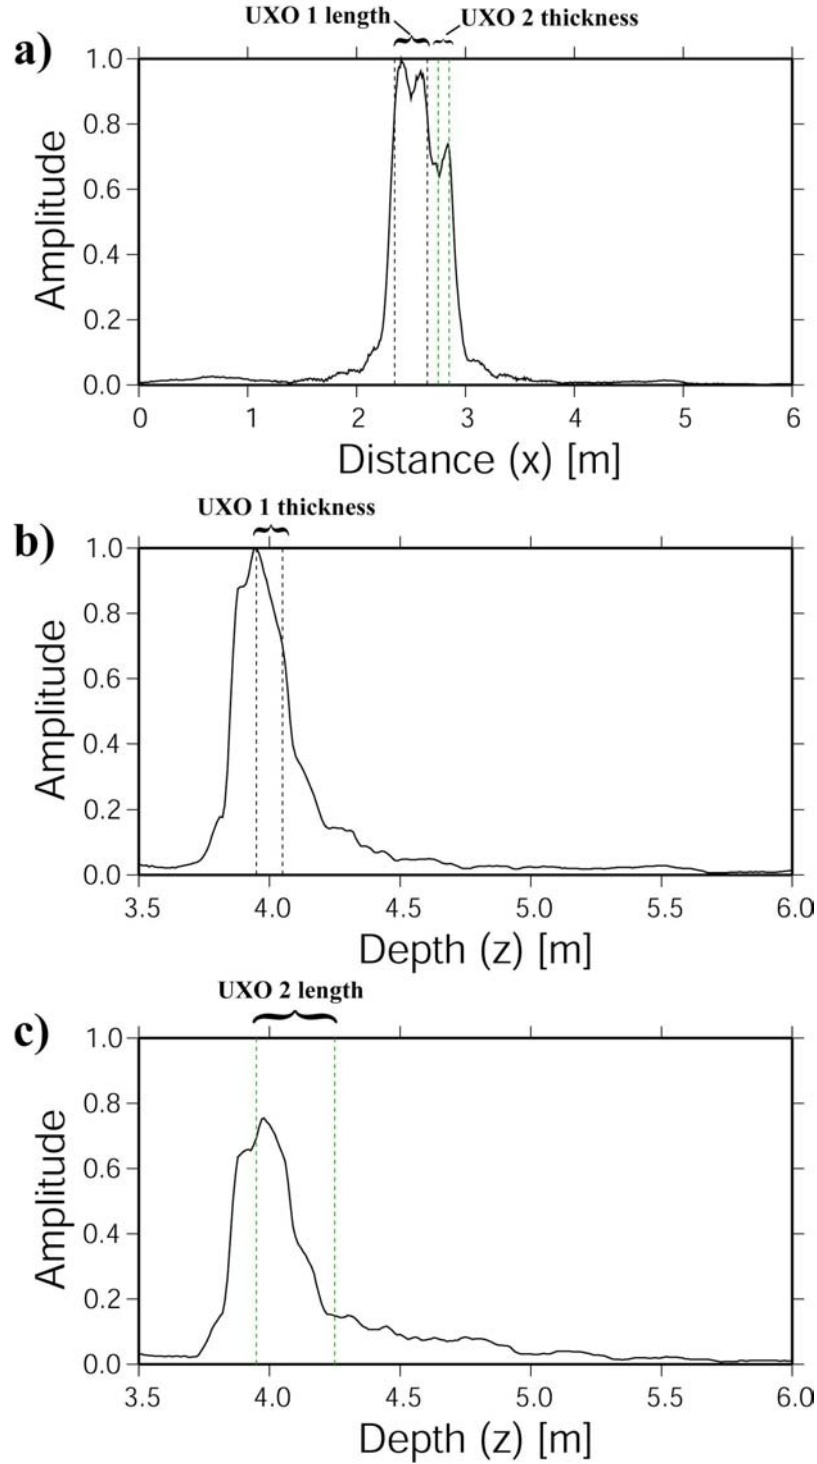 UXO 1 length
UXO 2 thickness
a)
1.0
0.8
0.6
0.4
0.2
0.0
Amplitude
0 1 2 3 4 5 6
Distance (x) [m]
UXO 1 thickness
b)
1.0
0.8
0.6
0.4
0.2
0.0
Amplitude
3.5 4.0 4.5 5.0 5.5 6.0
Depth (z) [m]
UXO 2 length
c)
1.0
0.8
0.6
0.4
0.2
0.0
Amplitude
3.5 4.0 4.5 5.0 5.5 6.0
Depth (z) [m]